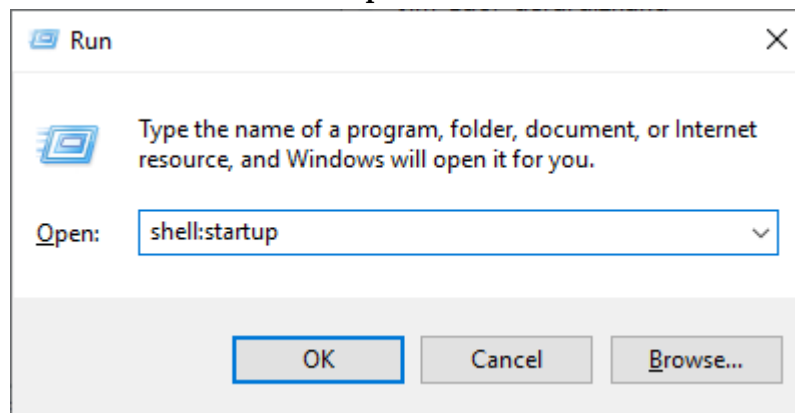 Run
Type the name of a program, folder, document, or Internet
resource, and Windows will open it for you.
Open: shell:startup
OK Cancel Browse...